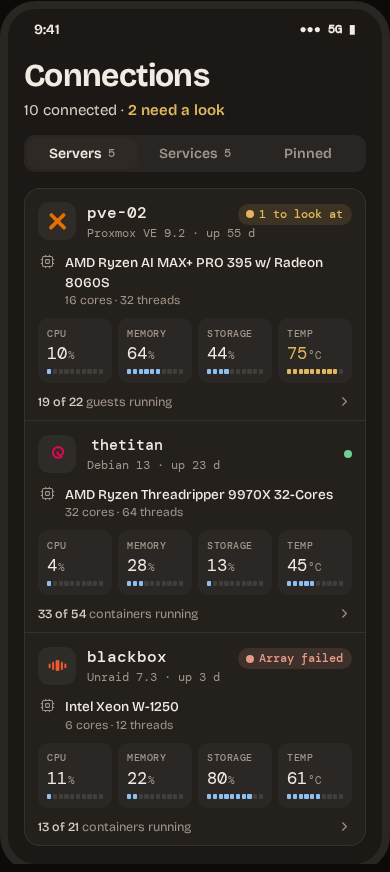 9:41
5G
Connections
10 connected · 2 need a look
Servers 5
Services 5
Pinned
pve-02
1 to look at
Proxmox VE 9.2 · up 55 d
AMD Ryzen AI MAX+ PRO 395 w/ Radeon
8060S
16 cores · 32 threads
CPU
MEMORY
STORAGE
TEMP
10%
64%
44%
75°C
19 of 22 guests running
thetitan
Debian 13 · up 23 d
AMD Ryzen Threadripper 9970X 32-Cores
32 cores · 64 threads
CPU
MEMORY
STORAGE
TEMP
4%
28%
13%
45°C
33 of 54 containers running
blackbox
Array failed
Unraid 7.3 · up 3 d
Intel Xeon W-1250
6 cores · 12 threads
CPU
MEMORY
STORAGE
TEMP
11%
22%
80%
61°C
13 of 21 containers running